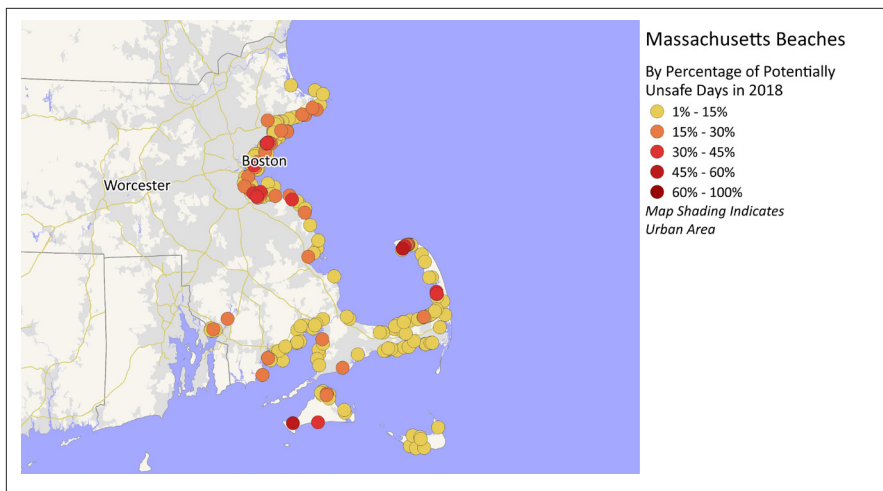 Massachusetts Beaches
By Percentage of Potentially
Unsafe Days in 2018
1% - 15%
15% - 30%
30% - 45%
45% - 60%
60% - 100%
Map Shading Indicates
Urban Area
Boston
Worcester